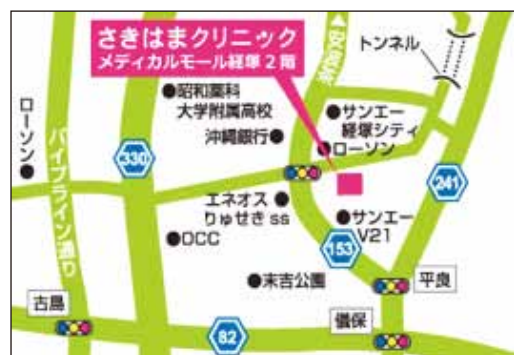 さきはまクリニック
メディカルモール経塚2階
トンネル
●昭和薬科
大学附属高校
沖縄銀行●
●サンエー
経塚シティ
●ローソン
ローソン●
パイプライン通り
330
241
エネオス●
りゅせき SS
●OCC
●サンエー
V21
153
●末吉公園
平良
古島
82
儀保